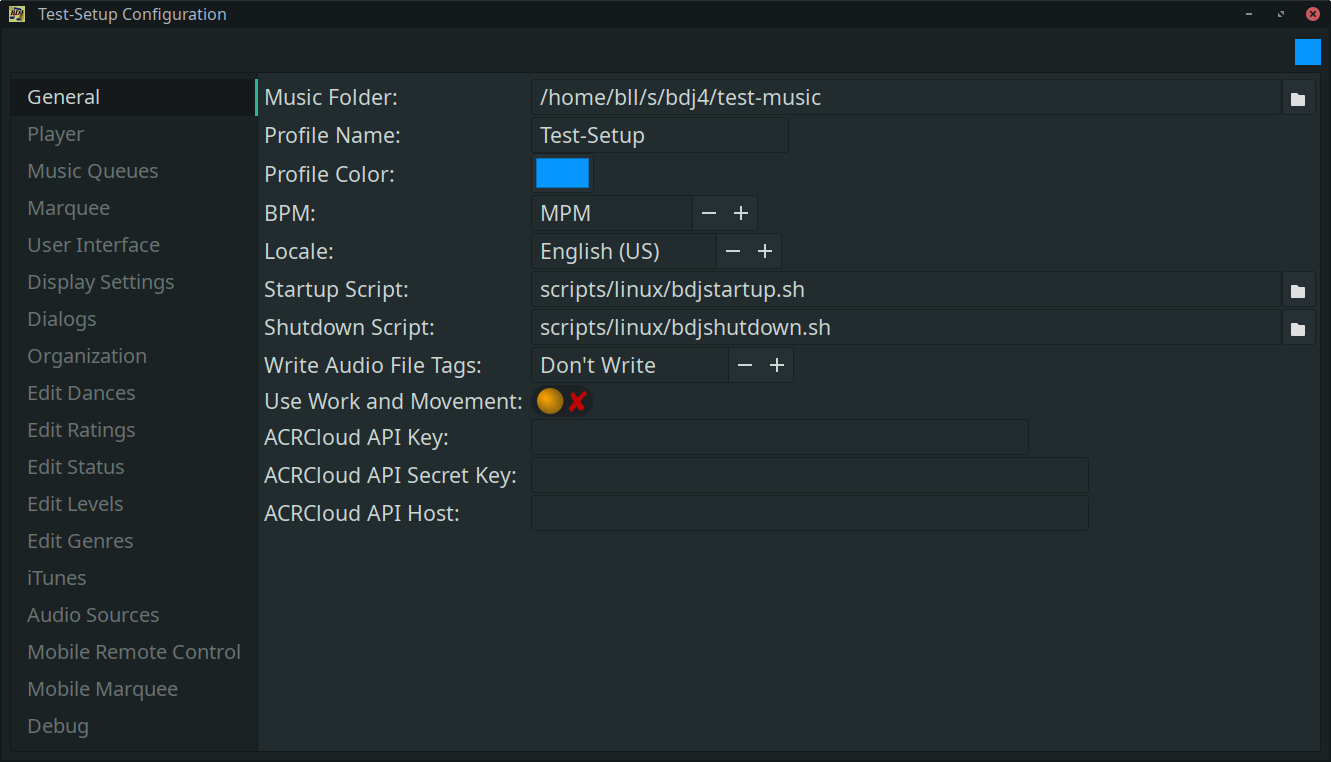 Test-Setup Configuration
General
Player
Music Queues
Marquee
User Interface
Display Settings
Dialogs
Organization
Edit Dances
Edit Ratings
Edit Status
Edit Levels
Edit Genres
iTunes
Audio Sources
Mobile Remote Control
Mobile Marquee
Debug
Music Folder: /home/bll/s/bdj4/test-music
Profile Name: Test-Setup
Profile Color:
BPM: MPM
Locale: English (US)
Startup Script: scripts/linux/bdjstartup.sh
Shutdown Script: scripts/linux/bdjshutdown.sh
Write Audio File Tags: Don't Write
Use Work and Movement:
ACRCloud API Key:
ACRCloud API Secret Key:
ACRCloud API Host: